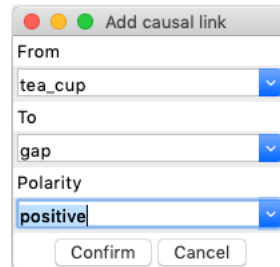 Add causal link
From
tea_cup
To
gap
Polarity
positive
Confirm Cancel